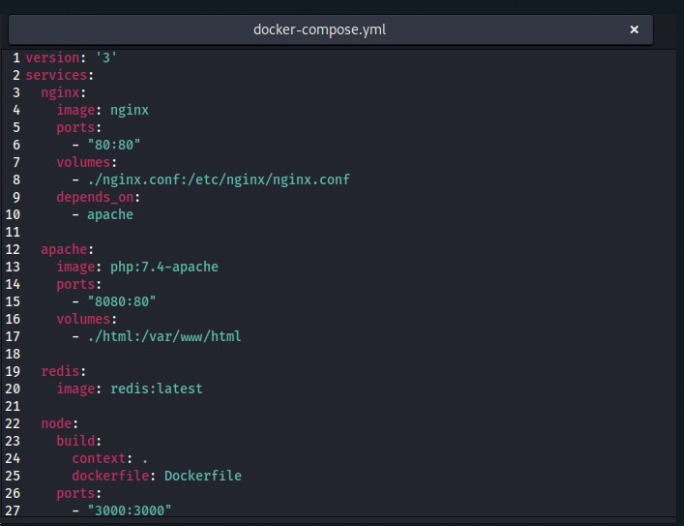 docker-compose.yml ×
1 version: '3'
2 services:
3   nginx:
4     image: nginx
5     ports:
6       - "80:80"
7     volumes:
8       - ./nginx.conf:/etc/nginx/nginx.conf
9     depends_on:
10       - apache
11
12   apache:
13     image: php:7.4-apache
14     ports:
15       - "8080:80"
16     volumes:
17       - ./html:/var/www/html
18
19   redis:
20     image: redis:latest
21
22   node:
23     build:
24       context: .
25       dockerfile: Dockerfile
26     ports:
27       - "3000:3000"